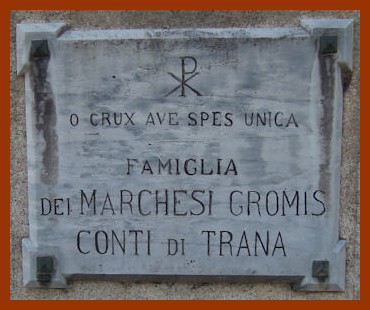 ☧
O CRUX AVE SPES UNICA
FAMIGLIA
DEI MARCHESI GROMIS
CONTI DI TRANA